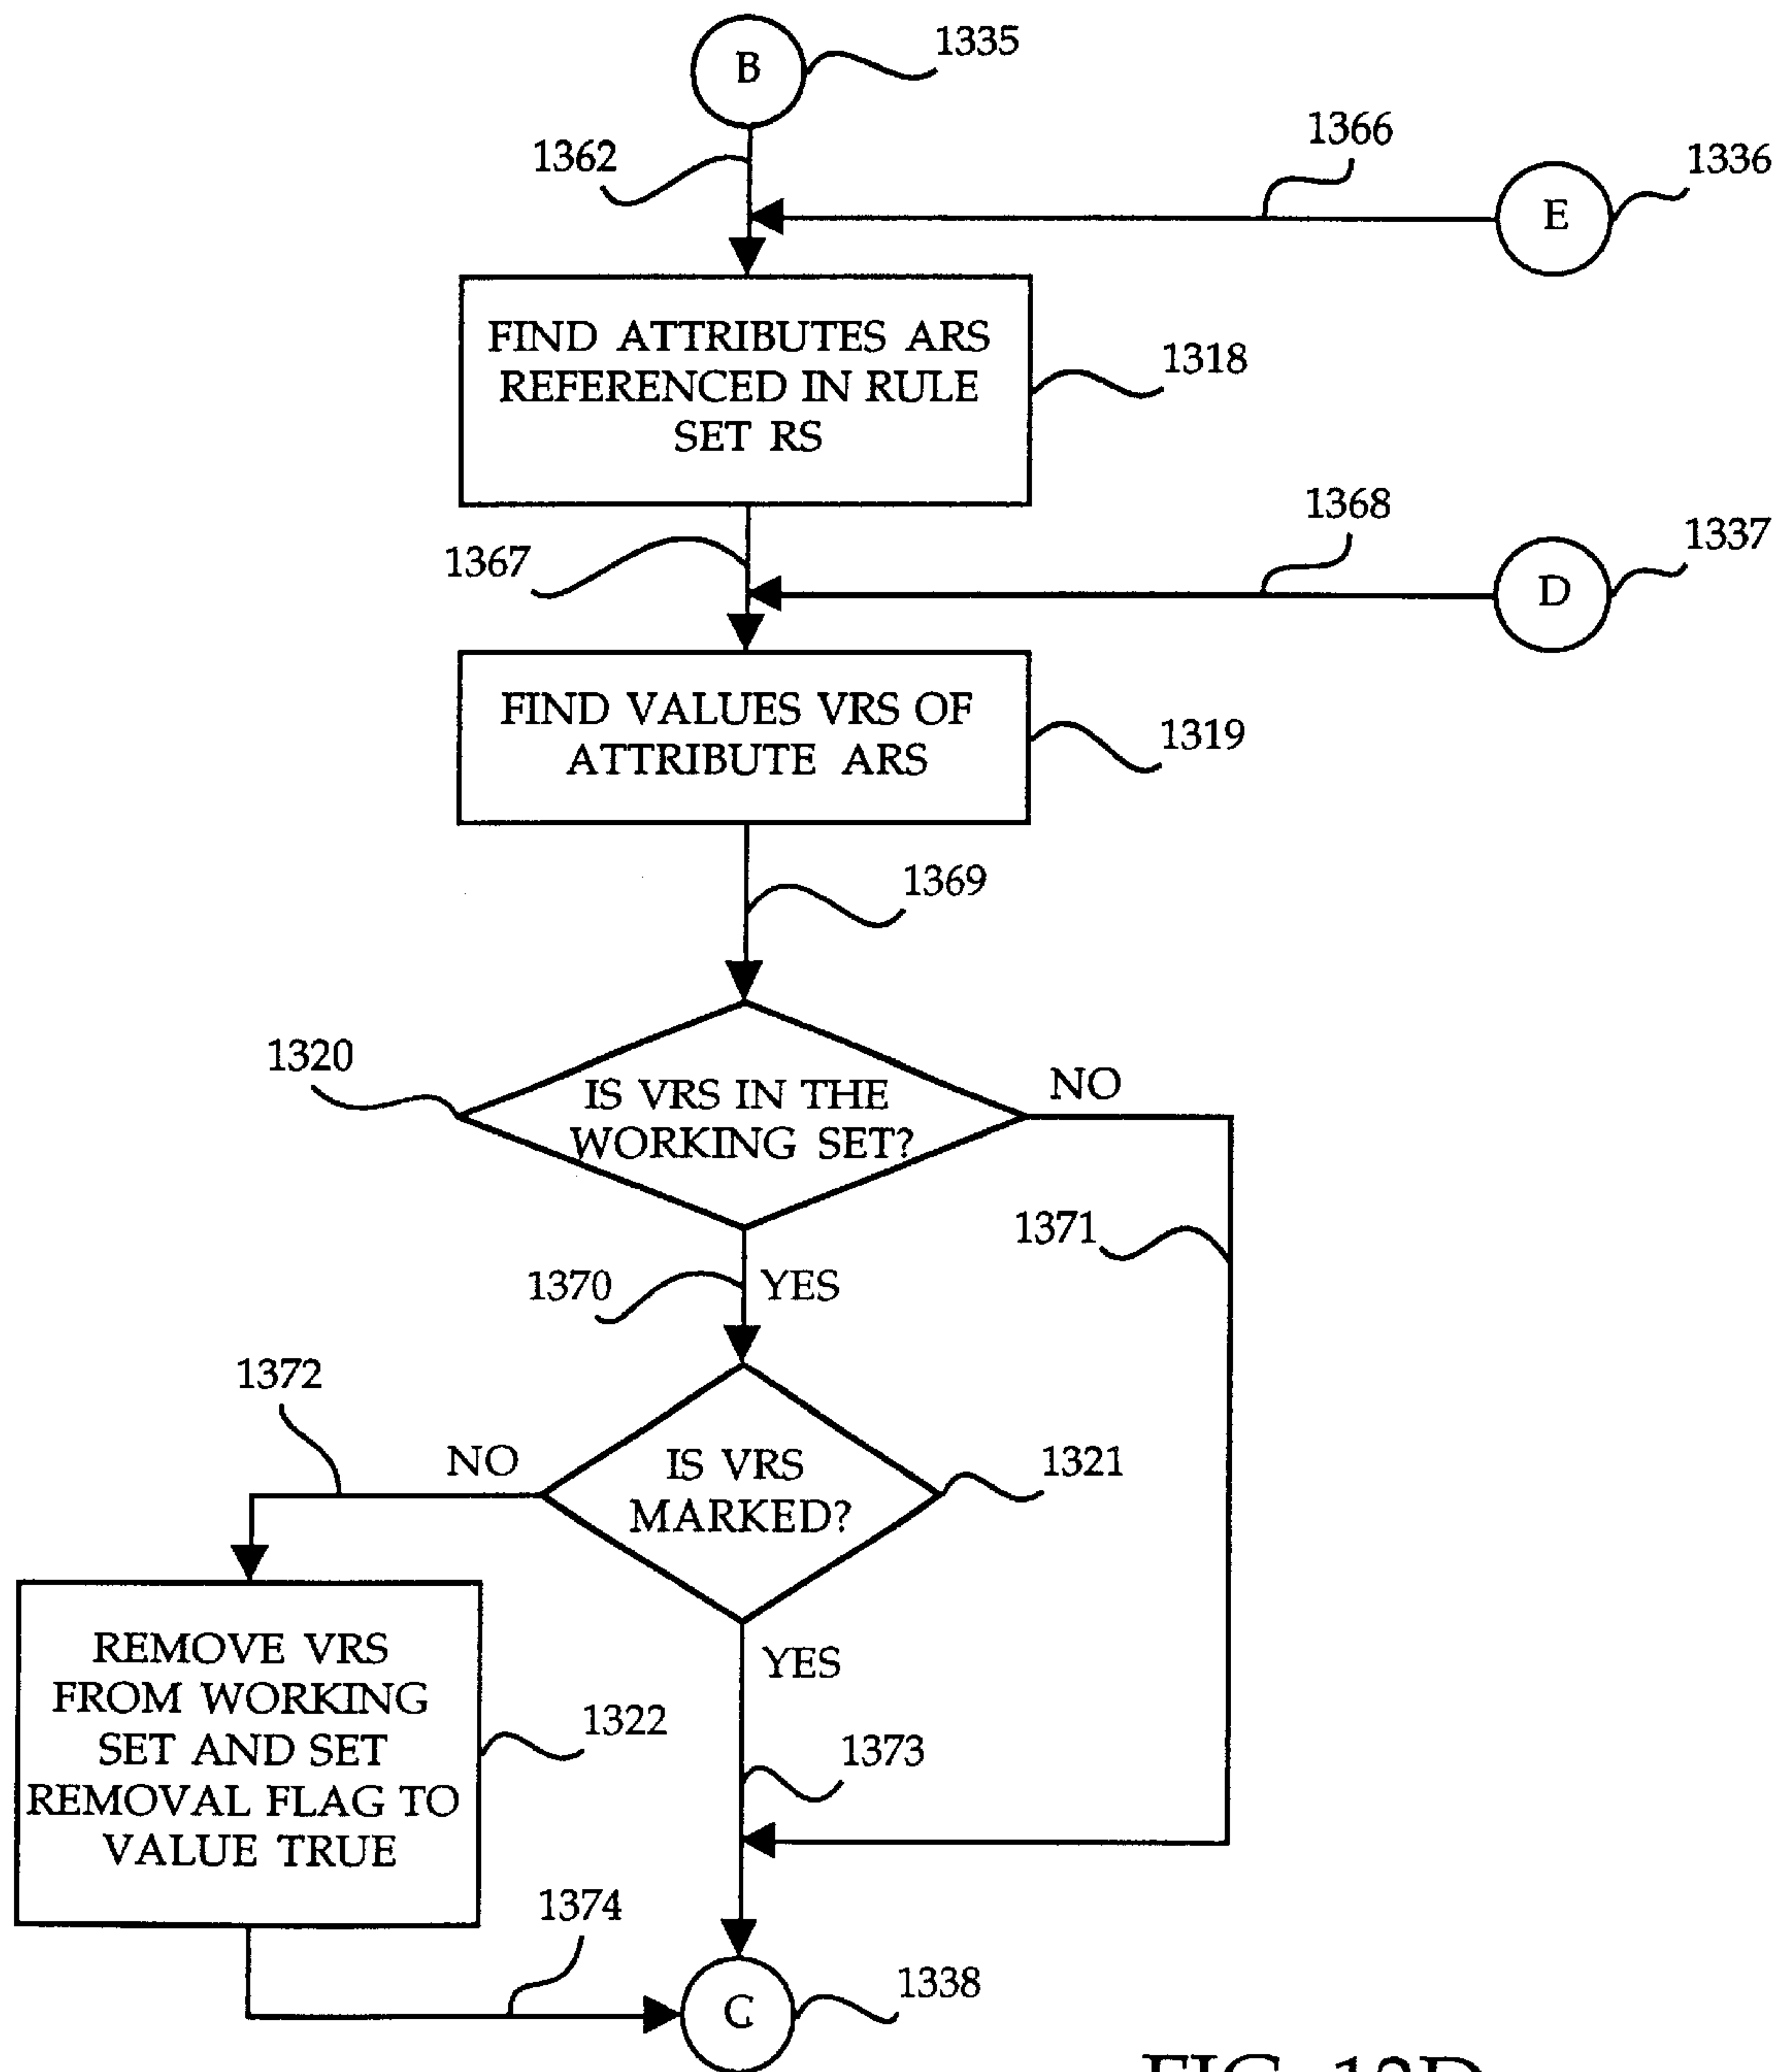 B
1335
1362
1366
1336
E
FIND ATTRIBUTES ARS
REFERENCED IN RULE
SET RS
1318
1367
1368
1337
D
FIND VALUES VRS OF
ATTRIBUTE ARS
1319
1369
1320
IS VRS IN THE
WORKING SET?
NO
1371
1370
YES
1372
NO
IS VRS
MARKED?
1321
REMOVE VRS
FROM WORKING
SET AND SET
REMOVAL FLAG TO
VALUE TRUE
1322
YES
1373
1374
C
1338